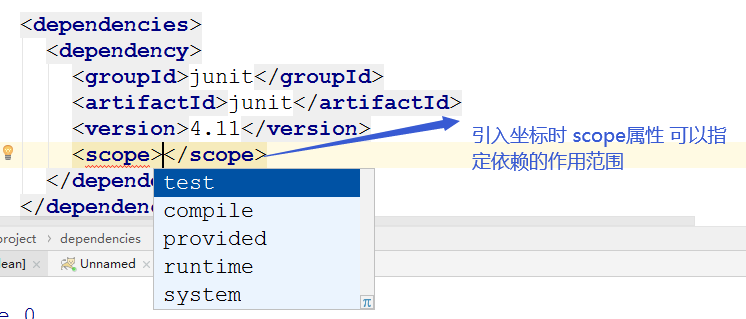 <dependencies>
<dependency>
<groupId>junit</groupId>
<artifactId>junit</artifactId>
<version>4.11</version>
<scope></scope>
引入坐标时 scope属性 可以指
定依赖的作用范围
</depende
</dependenc
test
compile
provided
runtime
system
π
project › dependencies
lean] × Unnamed ×
e 0